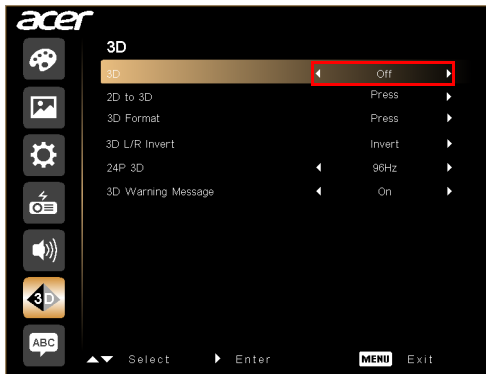 acer
3D
3D Off
2D to 3D Press
3D Format Press
3D L/R Invert Invert
24P 3D 96Hz
3D Warning Message On
3D
ABC
Select Enter MENU Exit